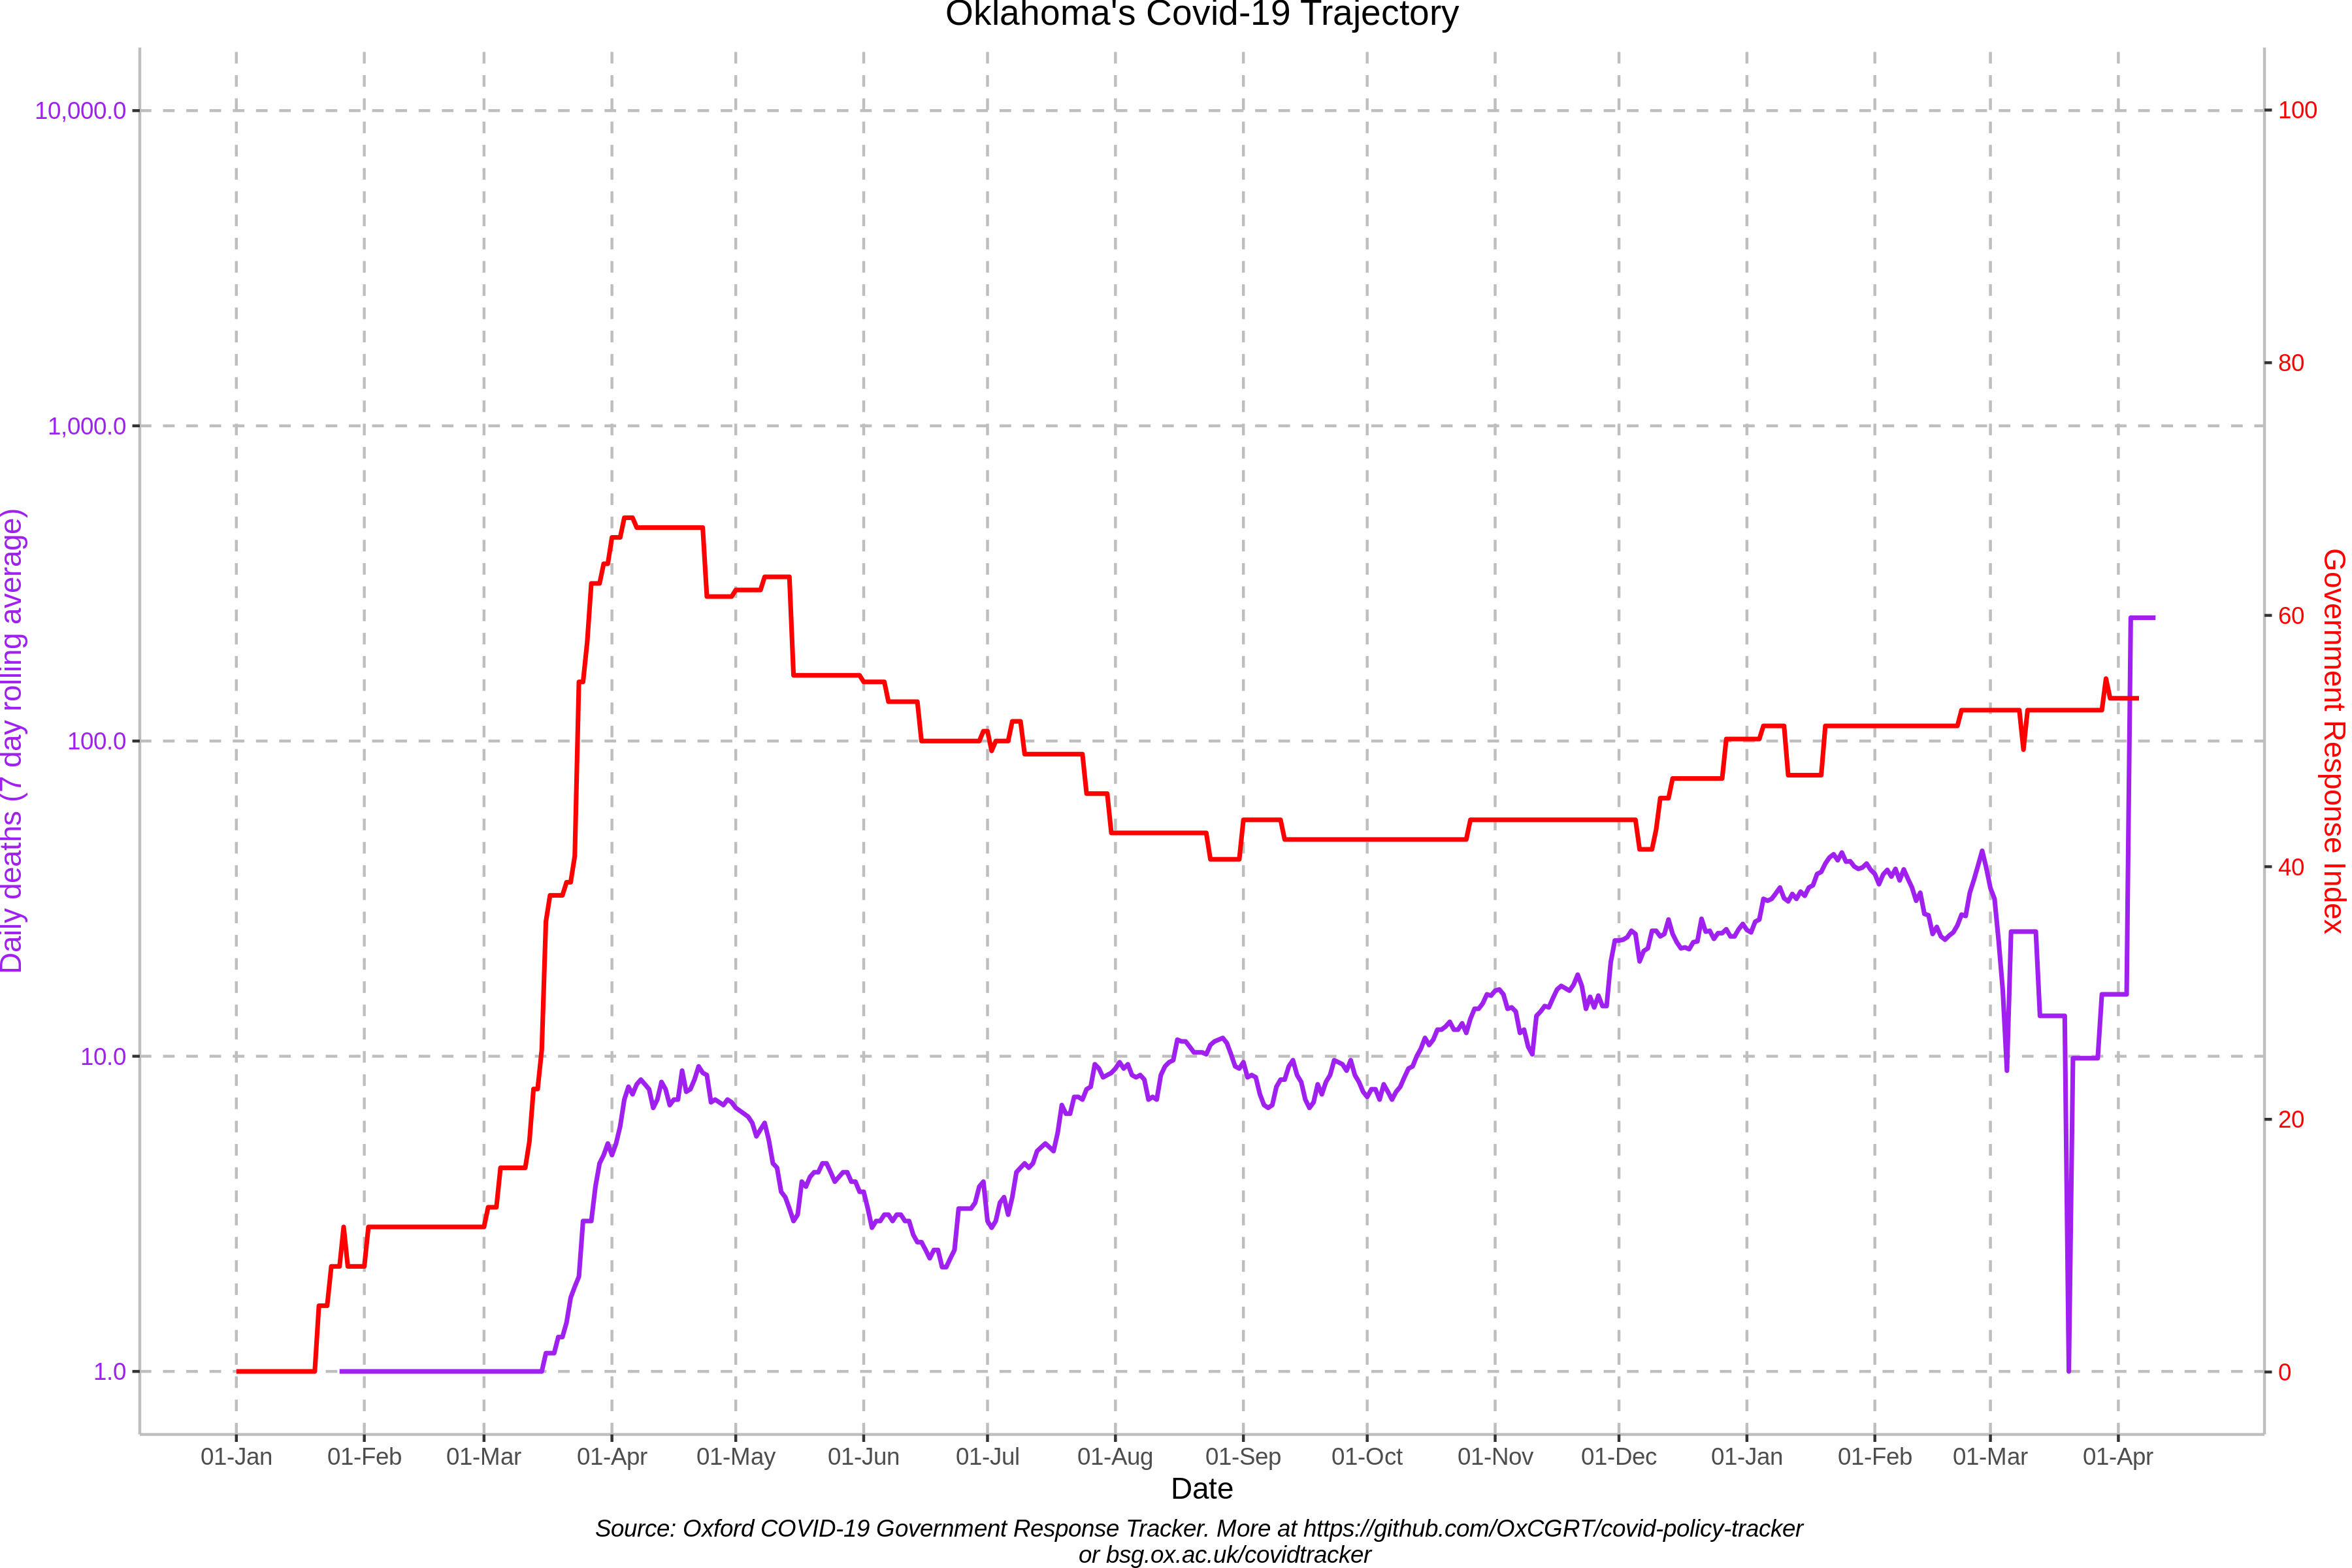 Oklahoma's Covid-19 Trajectory
10,000.0
1,000.0
100.0
10.0
1.0
Daily deaths (7 day rolling average)
100
80
60
40
20
0
Government Response Index
01-Jan 01-Feb 01-Mar 01-Apr 01-May 01-Jun 01-Jul 01-Aug 01-Sep 01-Oct 01-Nov 01-Dec 01-Jan 01-Feb 01-Mar 01-Apr
Date
Source: Oxford COVID-19 Government Response Tracker. More at https://github.com/OxCGRT/covid-policy-tracker
or bsg.ox.ac.uk/covidtracker